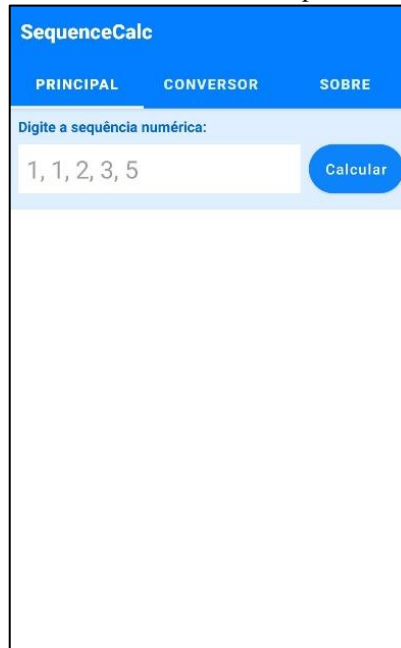 SequenceCalc
PRINCIPAL CONVERSOR SOBRE
Digite a sequência numérica:
1, 1, 2, 3, 5 Calcular